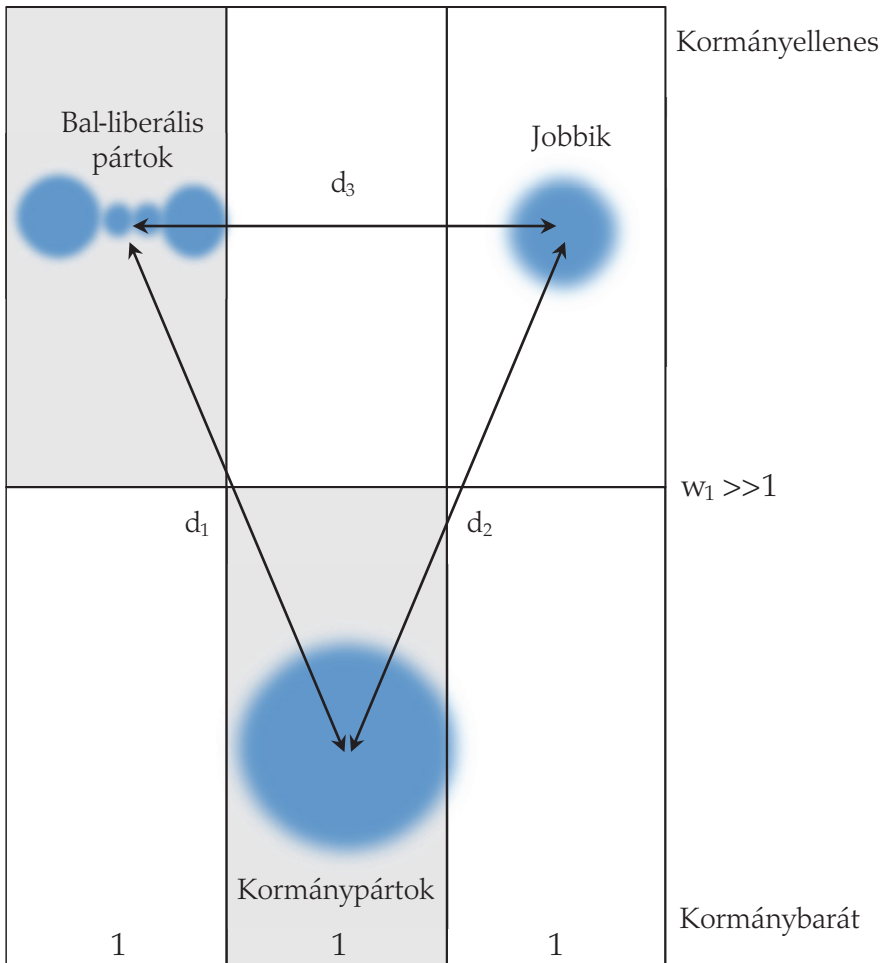 Kormányellenes
Bal-liberális
pártok
Jobbik
d₃
w₁ >>1
d₁
d₂
Kormánypártok
Kormánybarát
1
1
1